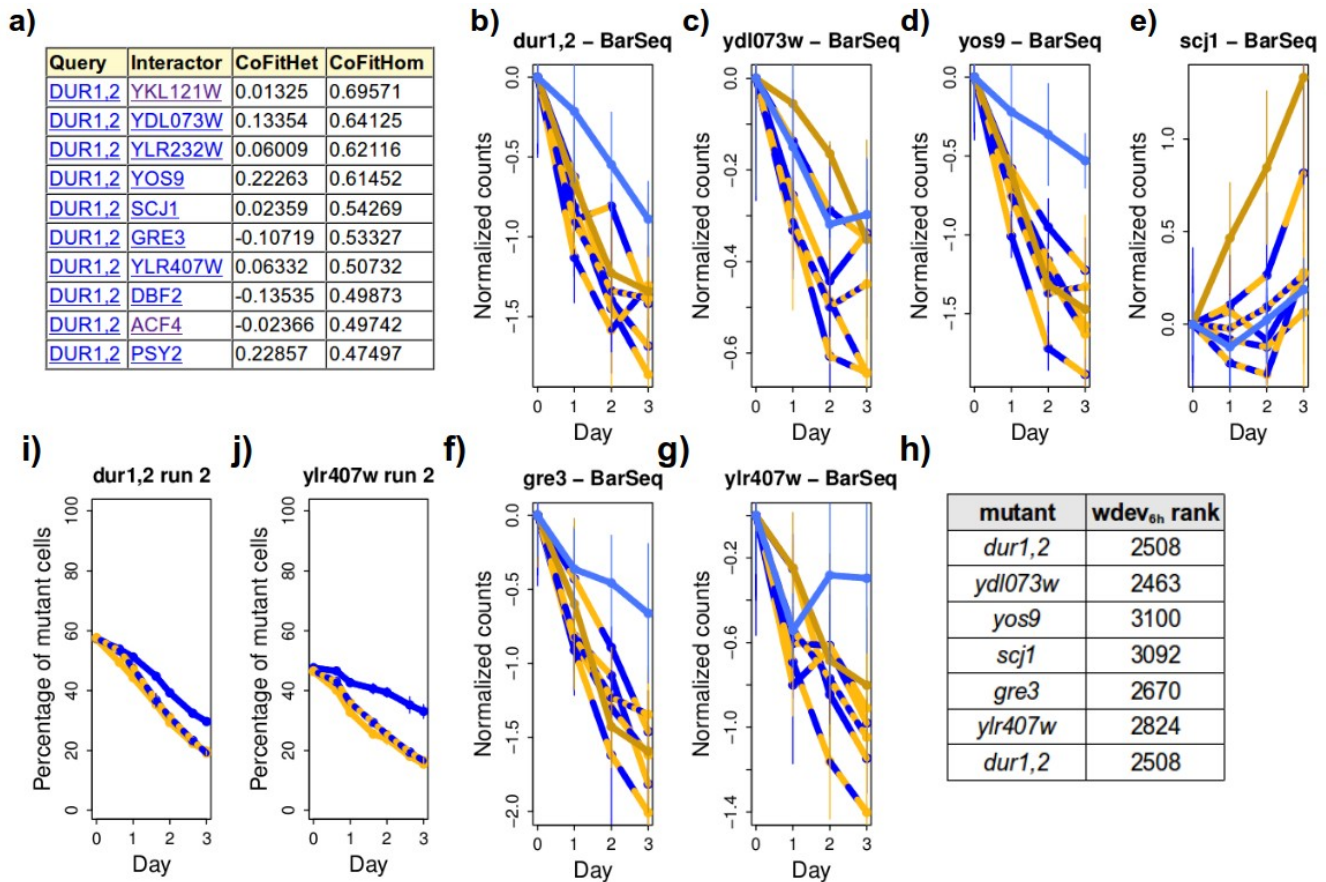 a)
Query Interactor CoFitHet CoFitHom
DUR1,2 YKL121W 0.01325 0.69571
DUR1,2 YDL073W 0.13354 0.64125
DUR1,2 YLR232W 0.06009 0.62116
DUR1,2 YOS9 0.22263 0.61452
DUR1,2 SCJ1 0.02359 0.54269
DUR1,2 GRE3 -0.10719 0.53327
DUR1,2 YLR407W 0.06332 0.50732
DUR1,2 DBF2 -0.13535 0.49873
DUR1,2 ACF4 -0.02366 0.49742
DUR1,2 PSY2 0.22857 0.47497
b)
dur1,2 – BarSeq
Normalized counts
0.0
−0.5
−1.0
−1.5
0 1 2 3
Day
c)
ydl073w – BarSeq
Normalized counts
0.0
−0.2
−0.4
−0.6
0 1 2 3
Day
d)
yos9 – BarSeq
Normalized counts
0.0
−0.5
−1.0
−1.5
0 1 2 3
Day
e)
scj1 – BarSeq
Normalized counts
1.0
0.5
0.0
0 1 2 3
Day
i)
dur1,2 run 2
Percentage of mutant cells
100
80
60
40
20
0
0 1 2 3
Day
j)
ylr407w run 2
Percentage of mutant cells
100
80
60
40
20
0
0 1 2 3
Day
f)
gre3 – BarSeq
Normalized counts
0.0
−0.5
−1.0
−1.5
−2.0
0 1 2 3
Day
g)
ylr407w – BarSeq
Normalized counts
−0.2
−0.6
−1.0
−1.4
0 1 2 3
Day
h)
mutant wdev6h rank
dur1,2 2508
ydl073w 2463
yos9 3100
scj1 3092
gre3 2670
ylr407w 2824
dur1,2 2508